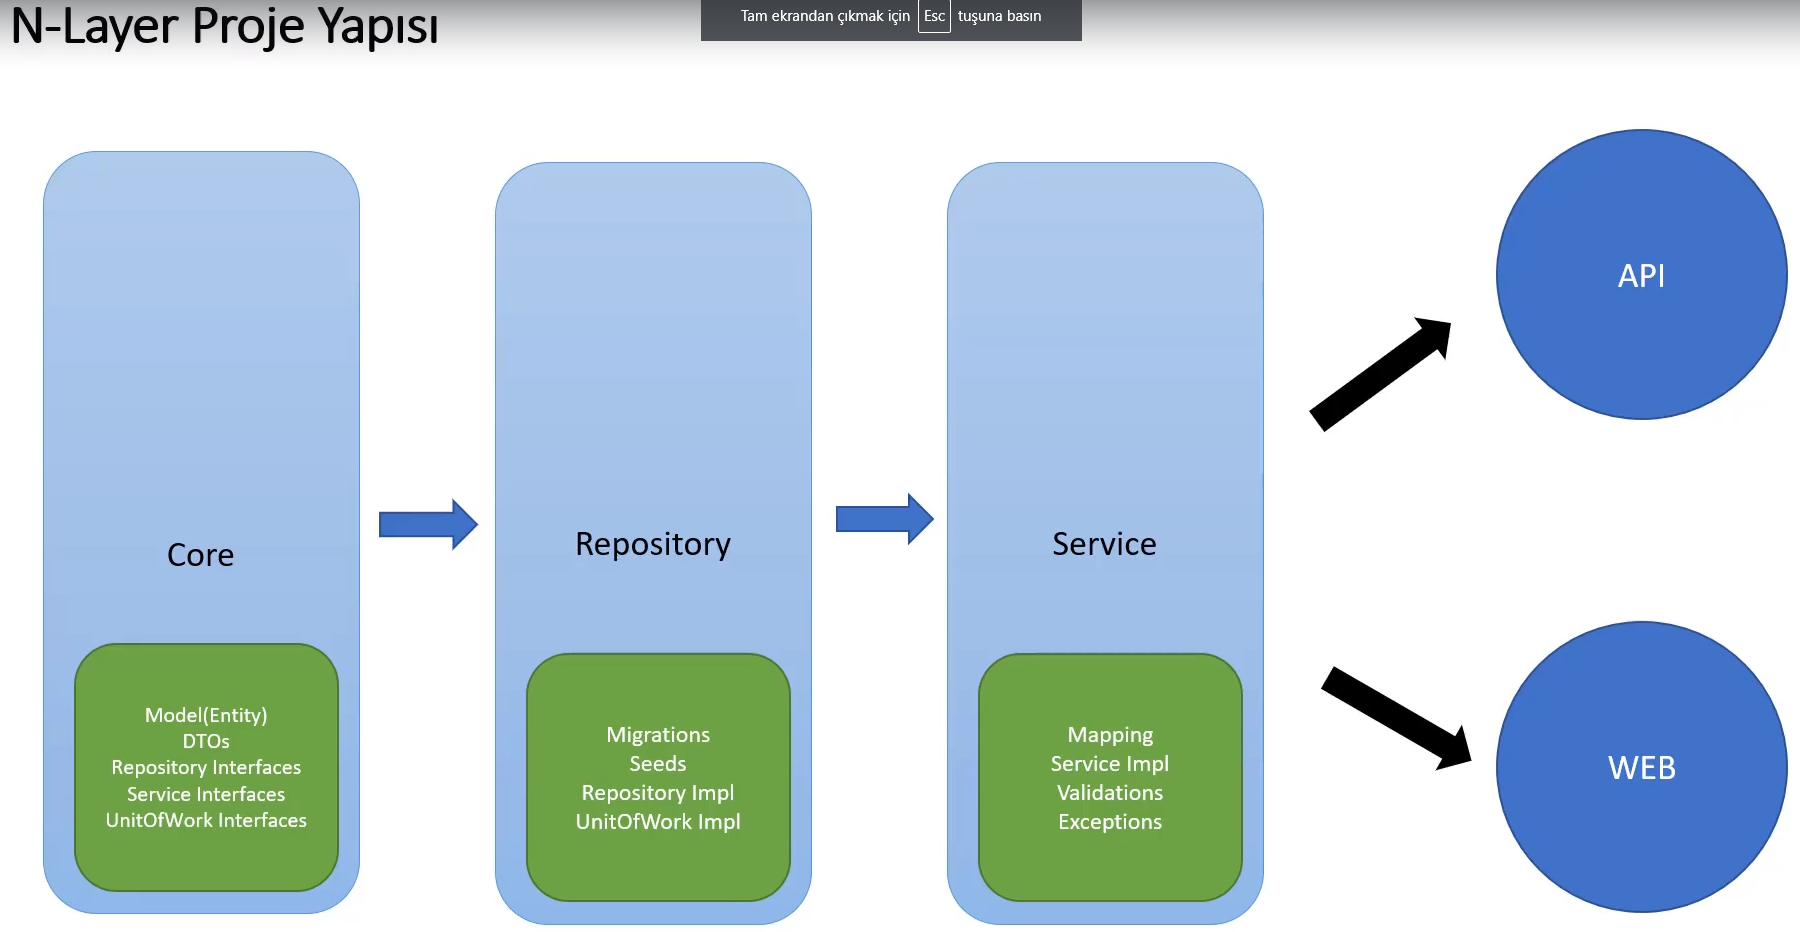 N-Layer Proje Yapısı
Tam ekrandan çıkmak için Esc tuşuna basın
Core
Model(Entity)
DTOs
Repository Interfaces
Service Interfaces
UnitOfWork Interfaces
Repository
Migrations
Seeds
Repository Impl
UnitOfWork Impl
Service
Mapping
Service Impl
Validations
Exceptions
API
WEB